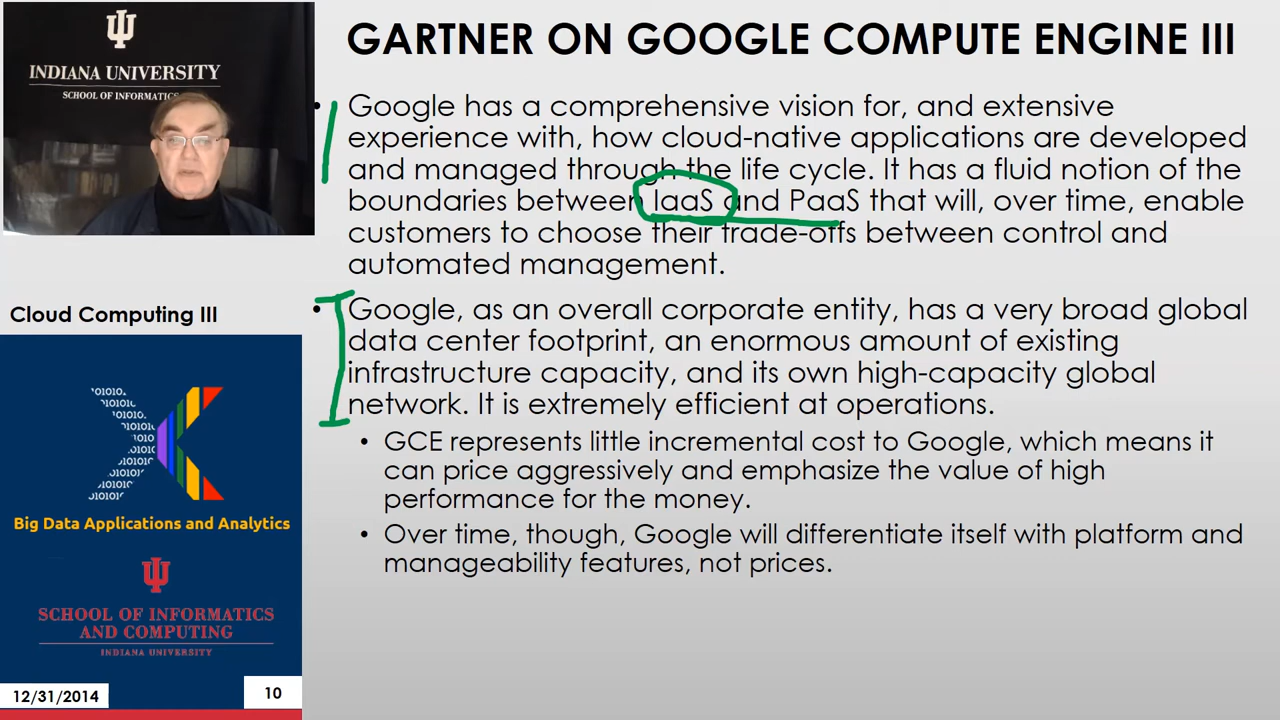 INDIANA UNIVERSITY
SCHOOL OF INFORMATICS
GARTNER ON GOOGLE COMPUTE ENGINE III
• Google has a comprehensive vision for, and extensive
experience with, how cloud-native applications are developed
and managed through the life cycle. It has a fluid notion of the
boundaries between IaaS and PaaS that will, over time, enable
customers to choose their trade-offs between control and
automated management.
• Google, as an overall corporate entity, has a very broad global
data center footprint, an enormous amount of existing
infrastructure capacity, and its own high-capacity global
network. It is extremely efficient at operations.
• GCE represents little incremental cost to Google, which means it
can price aggressively and emphasize the value of high
performance for the money.
• Over time, though, Google will differentiate itself with platform and
manageability features, not prices.
Cloud Computing III
Big Data Applications and Analytics
SCHOOL OF INFORMATICS
AND COMPUTING
INDIANA UNIVERSITY
12/31/2014
10